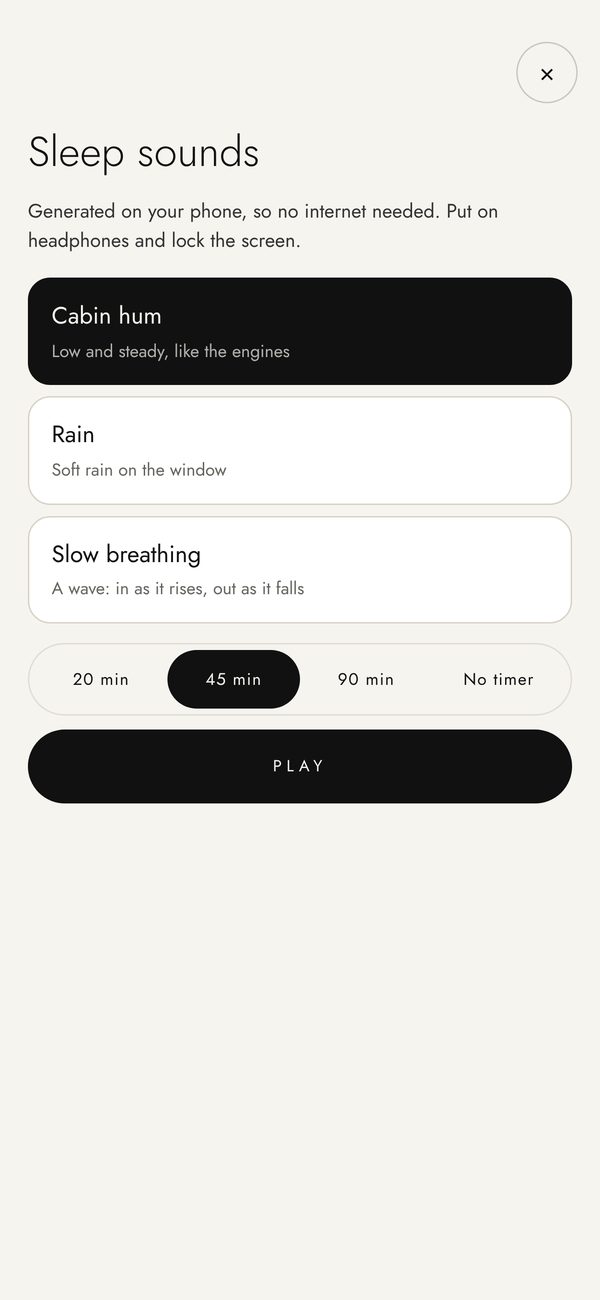 ×
Sleep sounds
Generated on your phone, so no internet needed. Put on
headphones and lock the screen.
Cabin hum
Low and steady, like the engines
Rain
Soft rain on the window
Slow breathing
A wave: in as it rises, out as it falls
20 min 45 min 90 min No timer
PLAY